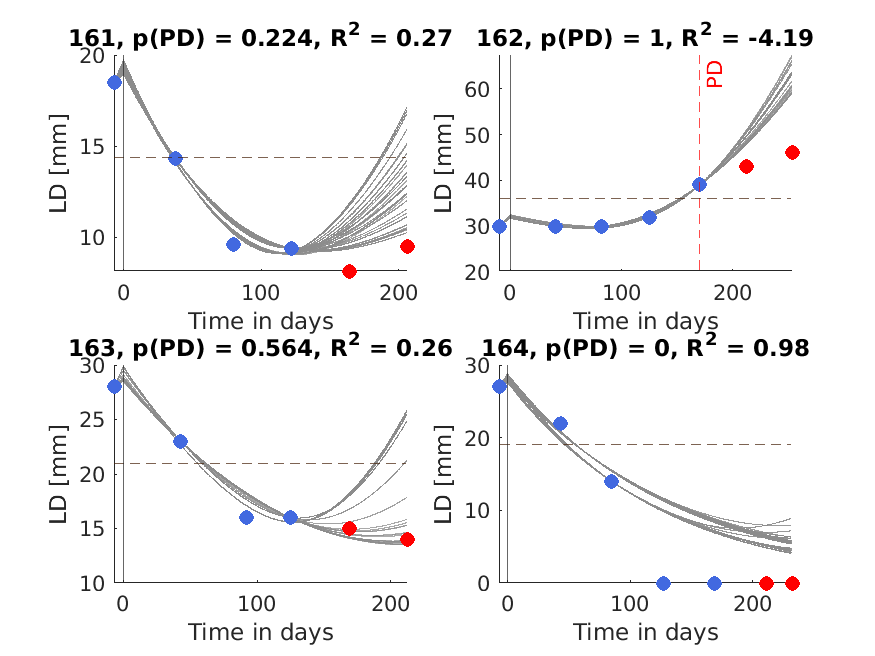 161, p(PD) = 0.224, R² = 0.27
20
15
10
LD [mm]
0 100 200
Time in days
162, p(PD) = 1, R² = -4.19
PD
60
50
40
30
20
LD [mm]
0 100 200
Time in days
163, p(PD) = 0.564, R² = 0.26
30
25
20
15
10
LD [mm]
0 100 200
Time in days
164, p(PD) = 0, R² = 0.98
30
20
10
0
LD [mm]
0 100 200
Time in days